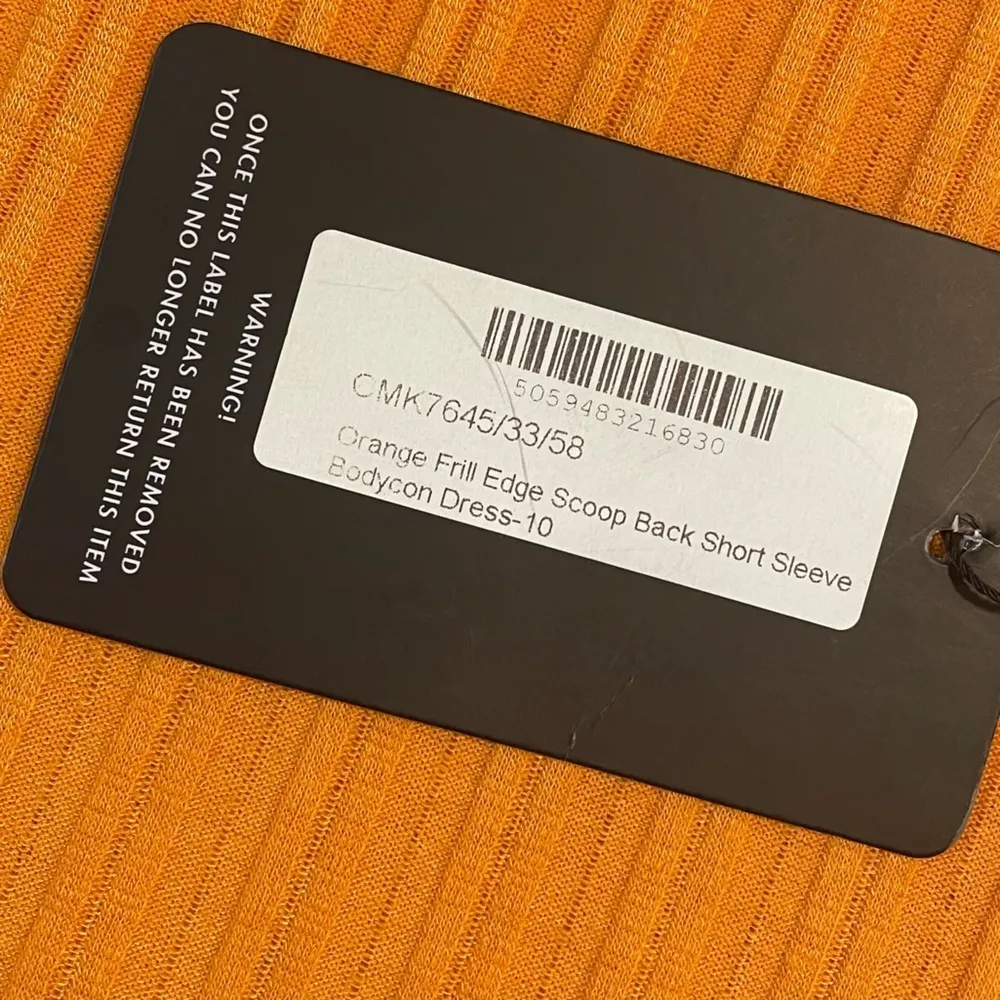 WARNING!
ONCE THIS LABEL HAS BEEN REMOVED
YOU CAN NO LONGER RETURN THIS ITEM
5059483216830
CMK7645/33/58
Orange Frill Edge Scoop Back Short Sleeve
Bodycon Dress-10